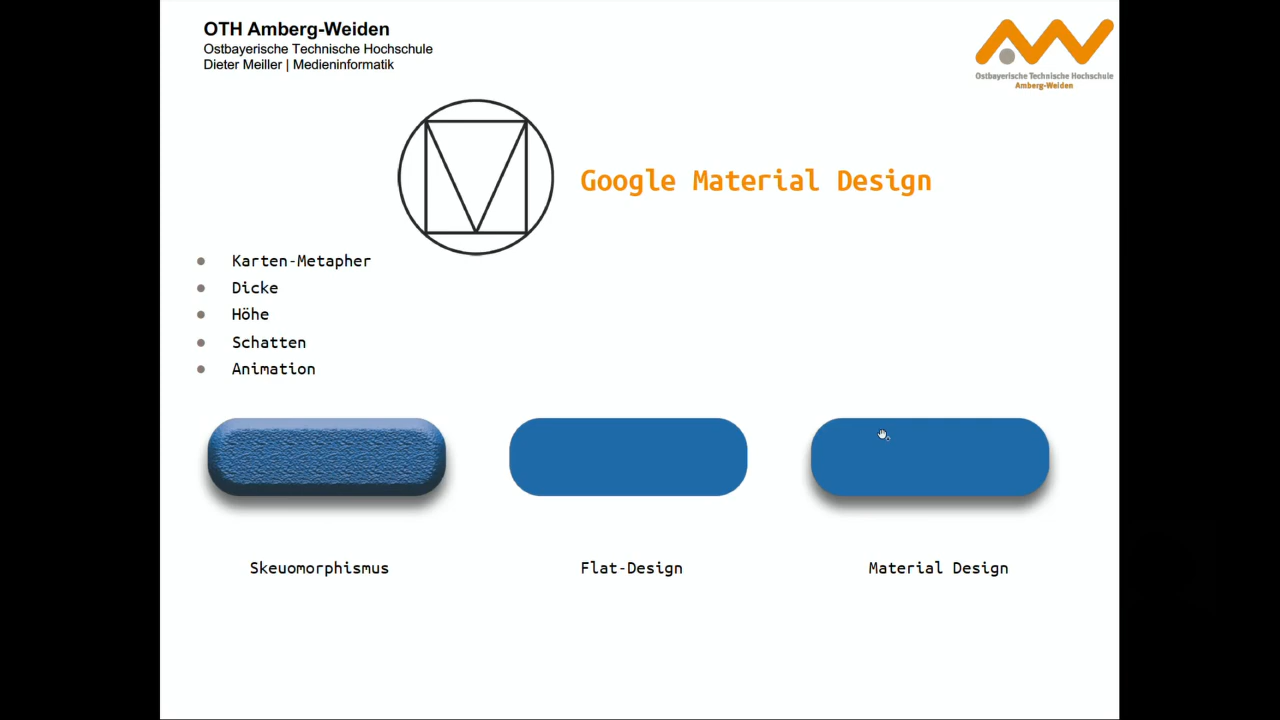 OTH Amberg-Weiden
Ostbayerische Technische Hochschule
Dieter Meiller | Medieninformatik
Ostbayerische Technische Hochschule
Amberg-Weiden
Google Material Design
Karten-Metapher
Dicke
Höhe
Schatten
Animation
Skeuomorphismus
Flat-Design
Material Design